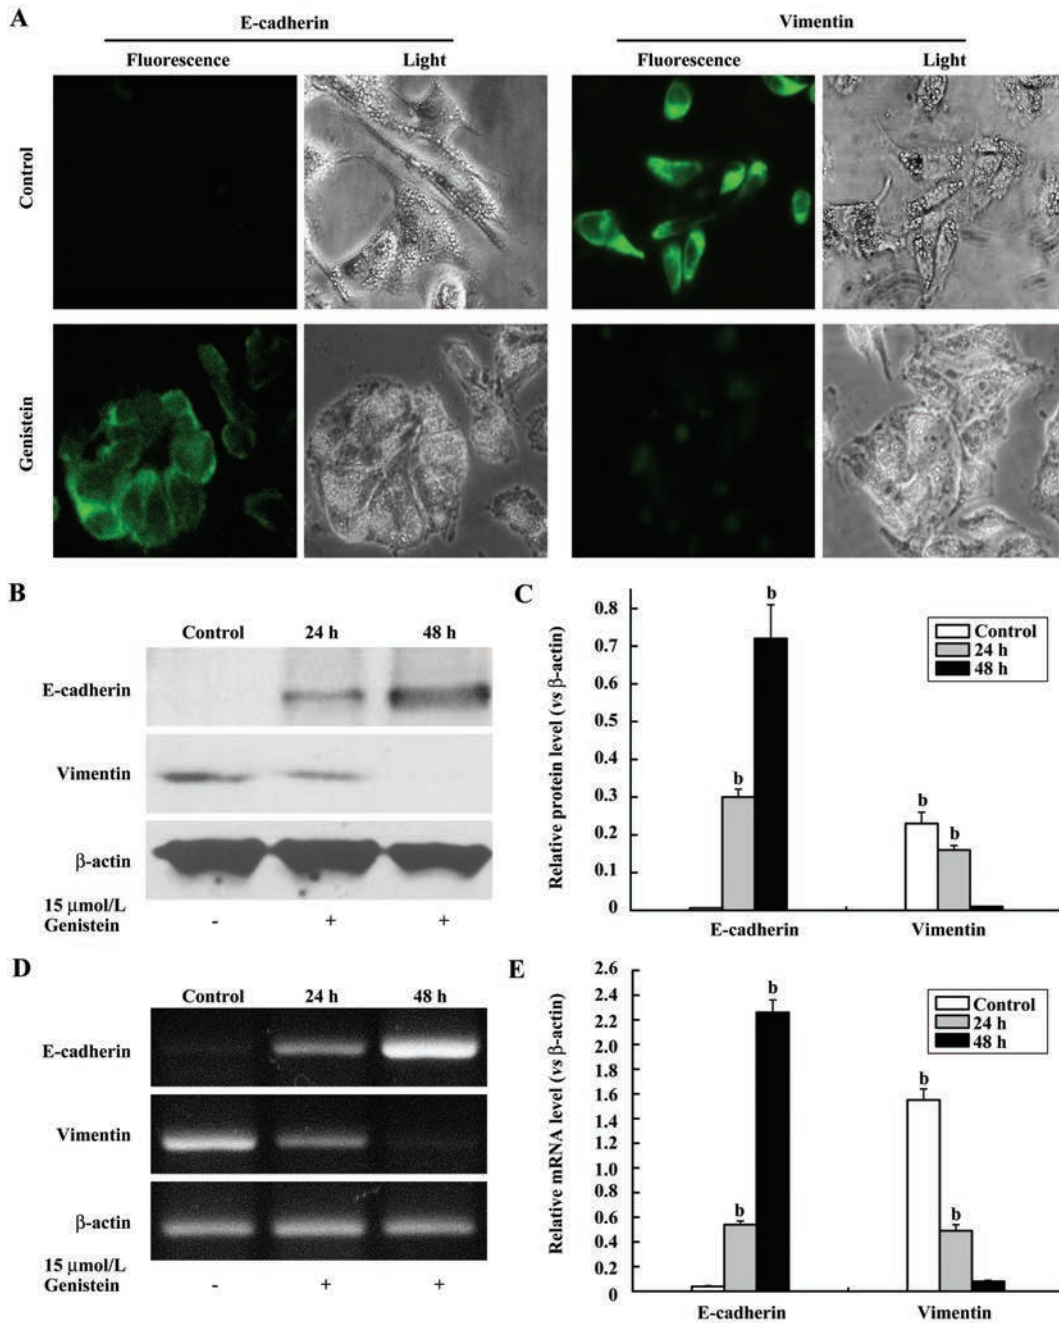 A
E-cadherin
Vimentin
Fluorescence
Light
Fluorescence
Light
Control
Genistein
B
Control
24 h
48 h
E-cadherin
Vimentin
β-actin
15 μmol/L
Genistein
-
+
+
C
Relative protein level (vs β-actin)
0.8
0.7
0.6
0.5
0.4
0.3
0.2
0.1
0
b
b
b
b
Control
24 h
48 h
E-cadherin
Vimentin
D
Control
24 h
48 h
E-cadherin
Vimentin
β-actin
15 μmol/L
Genistein
-
+
+
E
Relative mRNA level (vs β-actin)
2.6
2.4
2.2
2.0
1.8
1.6
1.4
1.2
1.0
0.8
0.6
0.4
0.2
0
b
b
b
b
Control
24 h
48 h
E-cadherin
Vimentin